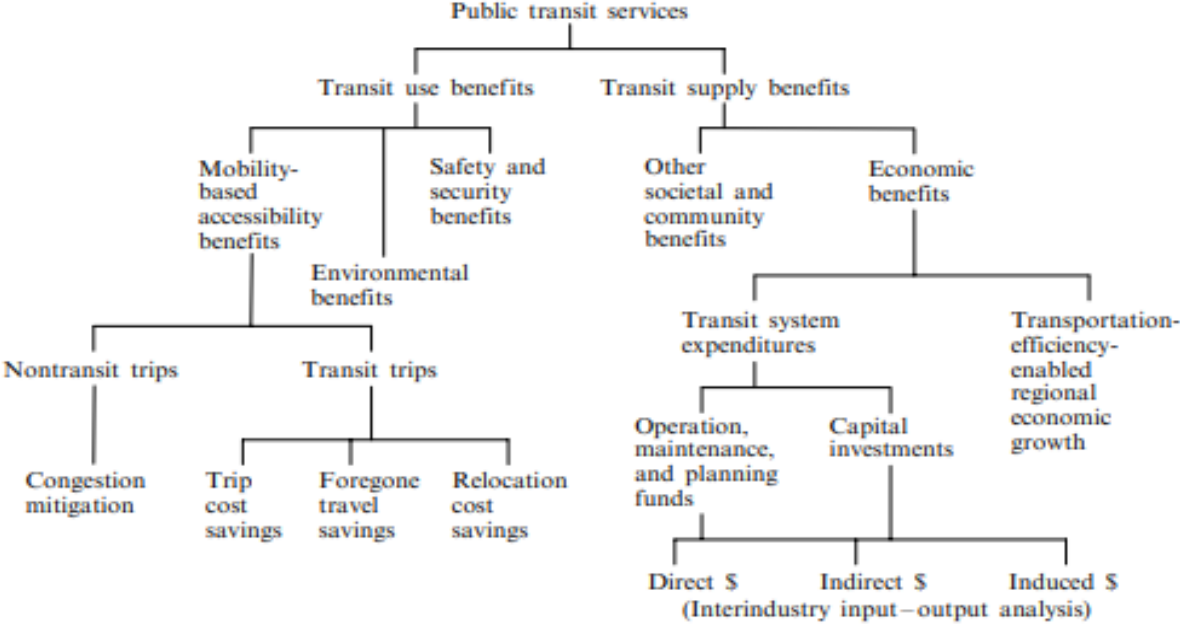 Public transit services
Transit use benefits
Transit supply benefits
Mobility-
based
accessibility
benefits
Environmental
benefits
Safety and
security
benefits
Other
societal and
community
benefits
Economic
benefits
Nontransit trips
Transit trips
Congestion
mitigation
Trip
cost
savings
Foregone
travel
savings
Relocation
cost
savings
Transit system
expenditures
Transportation-
efficiency-
enabled
regional
economic
growth
Operation,
maintenance,
and planning
funds
Capital
investments
Direct $
Indirect $
Induced $
(Interindustry input–output analysis)